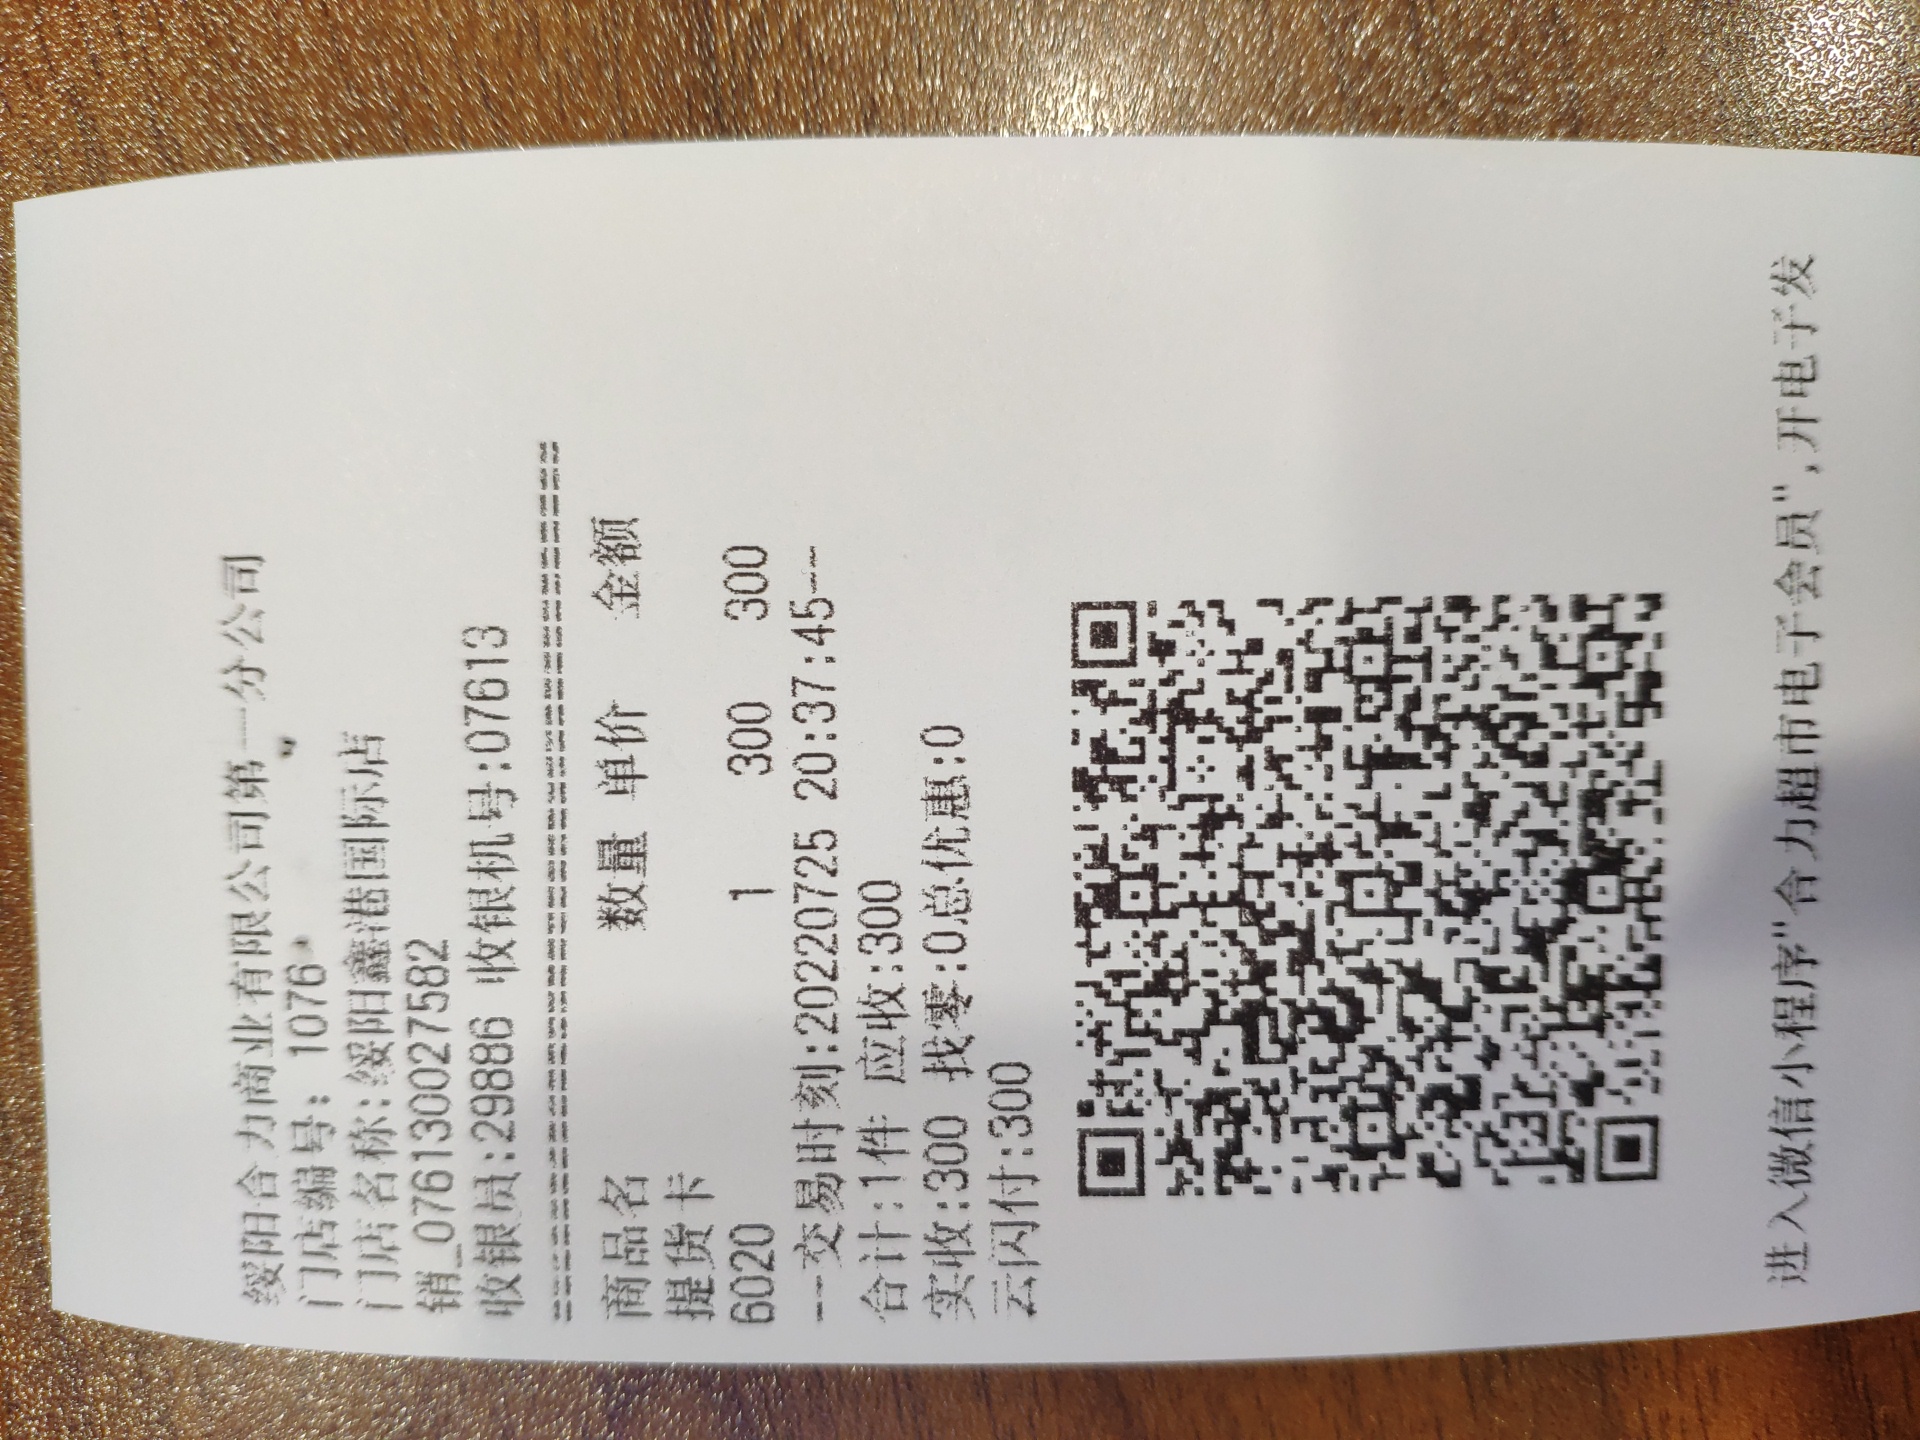 绥阳合力商业有限公司第一分公司
门店编号: 1076
门店名称:绥阳鑫港国际店
销_076130027582
收银员:29886 收银机号:07613
==========================================
商品名 数量 单价 金额
提货卡
6020 1 300 300
--交易时刻:20220725 20:37:45--
合计:1件 应收:300
实收:300 找零:0总优惠:0
云闪付:300
进入微信小程序"合力超市电子会员",开电子发